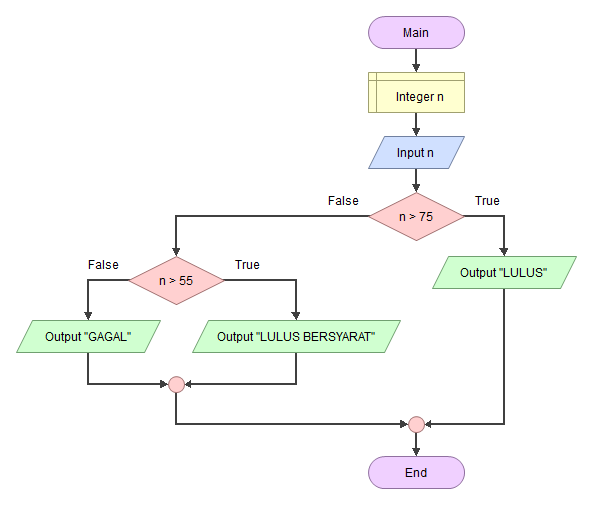 Main
Integer n
Input n
False
True
n > 75
False
True
n > 55
Output "LULUS"
Output "GAGAL"
Output "LULUS BERSYARAT"
End